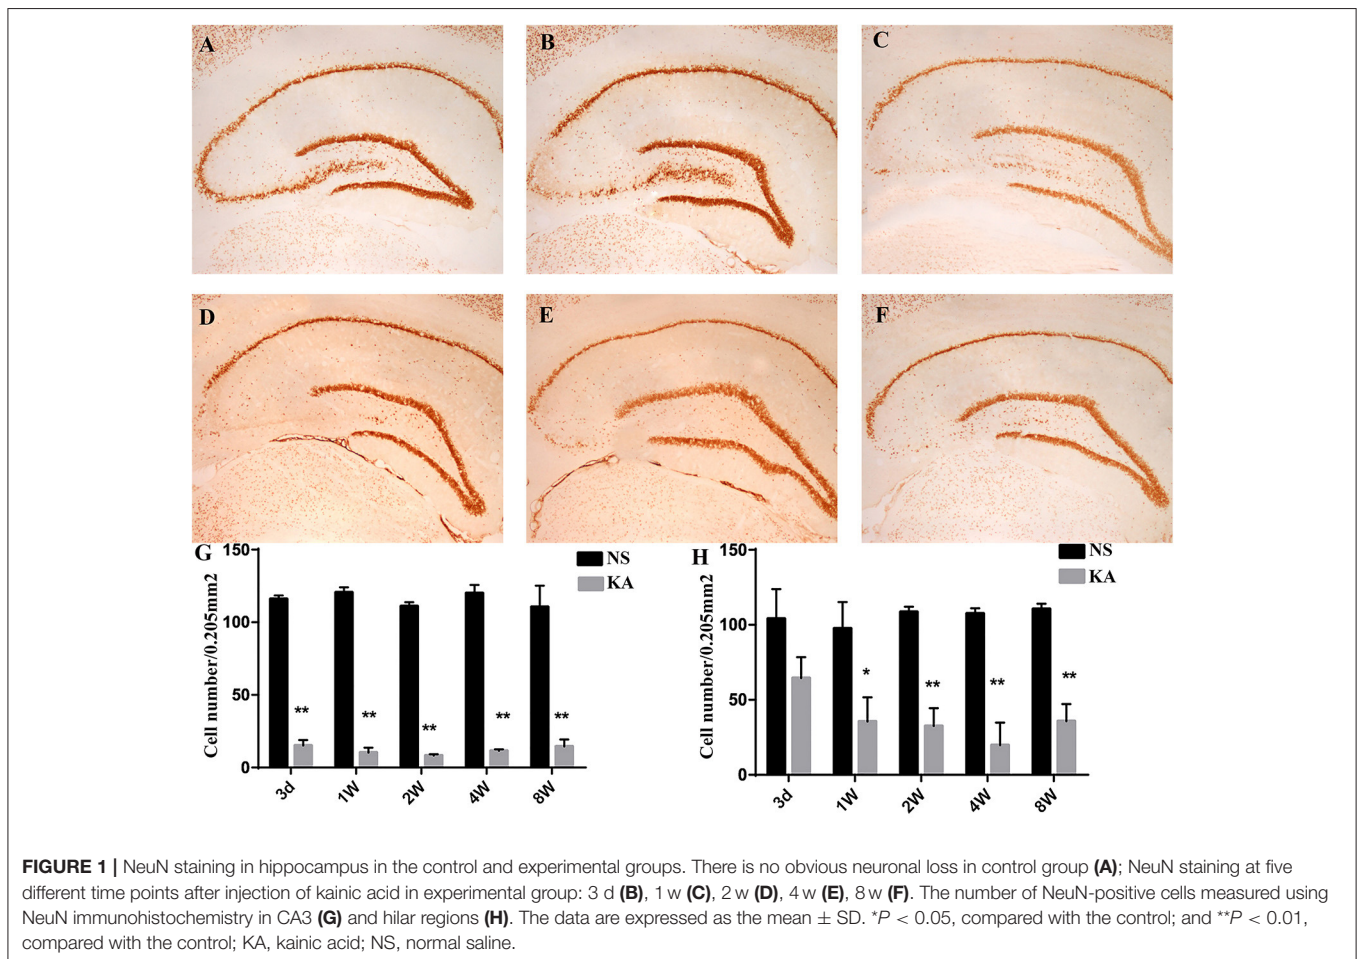 A
B
C
D
E
F
G
150
100
50
0
Cell number/0.205mm2
NS
KA
**
**
**
**
**
3d
1W
2W
4W
8W
H
150
100
50
0
Cell number/0.205mm2
NS
KA
*
**
**
**
3d
1W
2W
4W
8W
FIGURE 1 | NeuN staining in hippocampus in the control and experimental groups. There is no obvious neuronal loss in control group (A); NeuN staining at five
different time points after injection of kainic acid in experimental group: 3 d (B), 1 w (C), 2 w (D), 4 w (E), 8 w (F). The number of NeuN-positive cells measured using
NeuN immunohistochemistry in CA3 (G) and hilar regions (H). The data are expressed as the mean ± SD. *P < 0.05, compared with the control; and **P < 0.01,
compared with the control; KA, kainic acid; NS, normal saline.